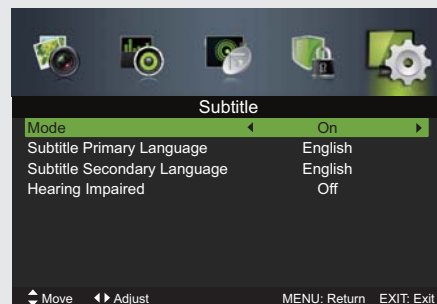 Subtitle
Mode On
Subtitle Primary Language English
Subtitle Secondary Language English
Hearing Impaired Off
Move Adjust MENU: Return EXIT: Exit